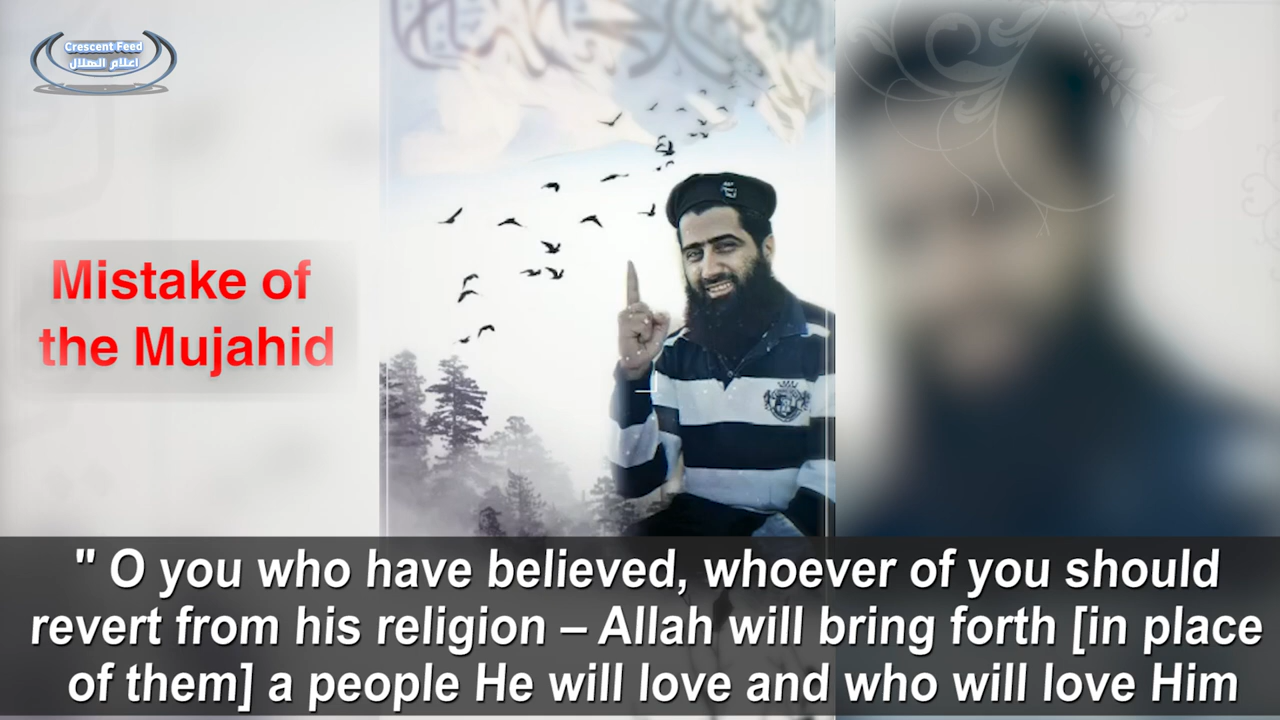 Crescent Feed
اعلام الهلال
Mistake of
the Mujahid
" O you who have believed, whoever of you should
revert from his religion – Allah will bring forth [in place
of them] a people He will love and who will love Him